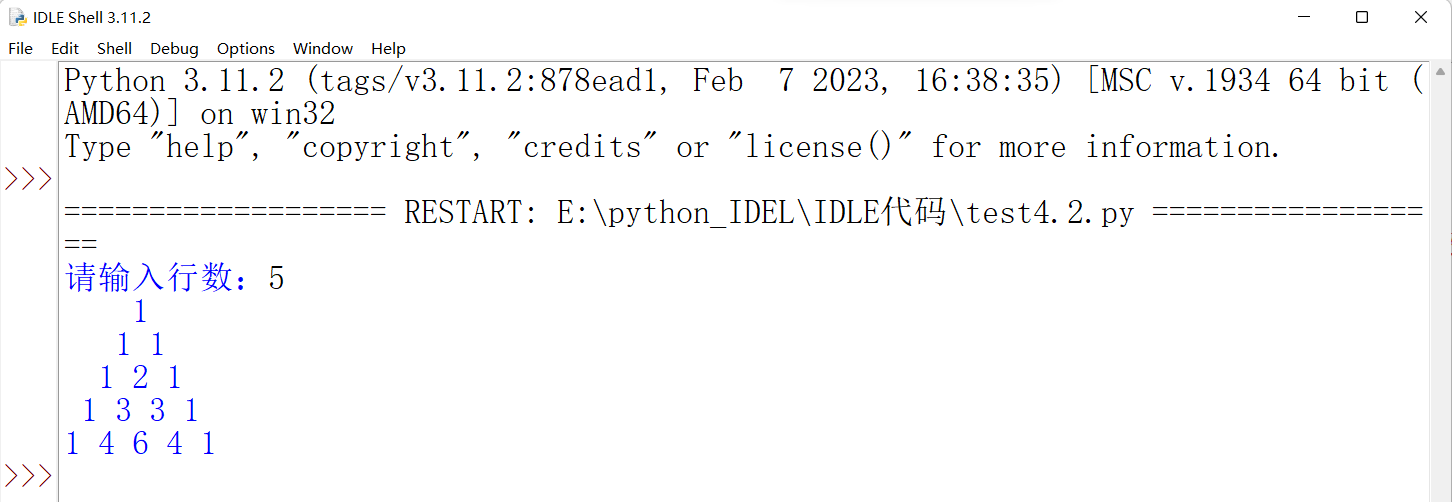 IDLE Shell 3.11.2
File Edit Shell Debug Options Window Help
Python 3.11.2 (tags/v3.11.2:878ead1, Feb  7 2023, 16:38:35) [MSC v.1934 64 bit (
AMD64)] on win32
Type "help", "copyright", "credits" or "license()" for more information.
>>>
=================== RESTART: E:\python_IDEL\IDLE代码\test4.2.py ================
==
请输入行数：5
    1
   1 1
  1 2 1
 1 3 3 1
1 4 6 4 1
>>>